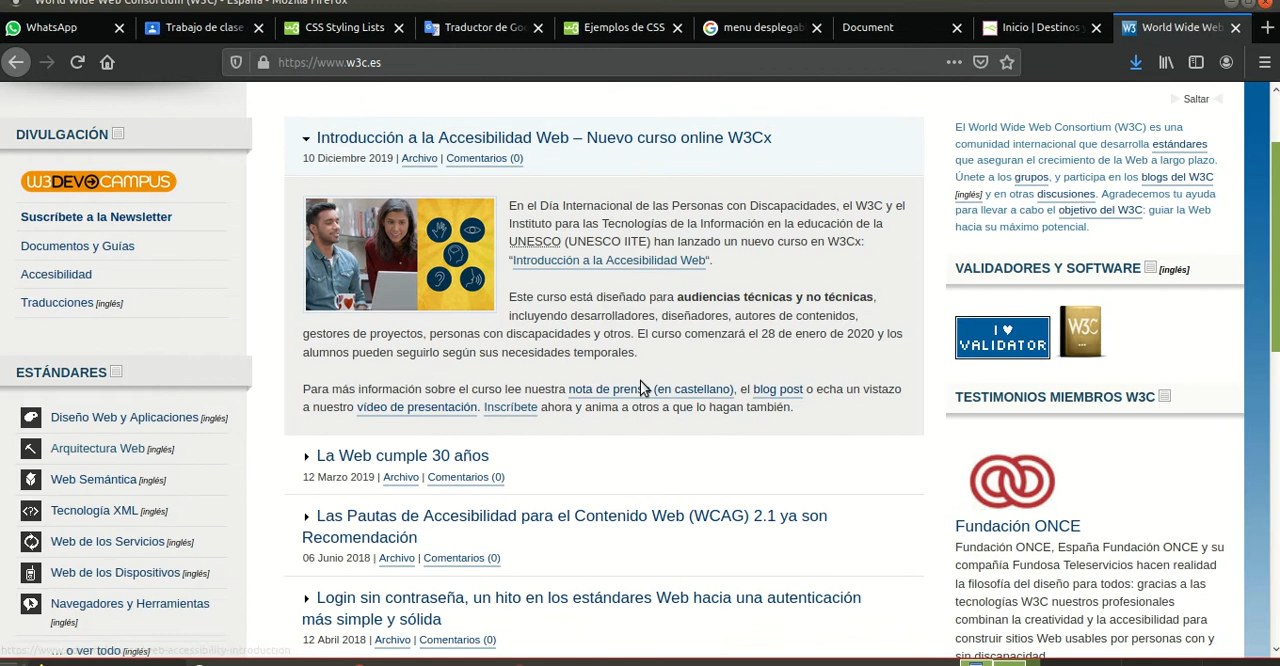 World Wide Web Consortium (W3C) - España - Mozilla Firefox
WhatsApp
Trabajo de clase
CSS Styling Lists
Traductor de Goo
Ejemplos de CSS
menu desplegab
Document
Inicio | Destinos y
World Wide Web
https://www.w3c.es
Saltar
DIVULGACIÓN
W3DEVCAMPUS
Suscríbete a la Newsletter
Documentos y Guías
Accesibilidad
Traducciones [inglés]
ESTÁNDARES
Diseño Web y Aplicaciones [inglés]
Arquitectura Web [inglés]
Web Semántica [inglés]
Tecnología XML [inglés]
Web de los Servicios [inglés]
Web de los Dispositivos [inglés]
Navegadores y Herramientas
[inglés]
... o ver todo [inglés]
Introducción a la Accesibilidad Web – Nuevo curso online W3Cx
10 Diciembre 2019 | Archivo | Comentarios (0)
En el Día Internacional de las Personas con Discapacidades, el W3C y el
Instituto para las Tecnologías de la Información en la educación de la
UNESCO (UNESCO IITE) han lanzado un nuevo curso en W3Cx:
“Introducción a la Accesibilidad Web“.
Este curso está diseñado para audiencias técnicas y no técnicas,
incluyendo desarrolladores, diseñadores, autores de contenidos,
gestores de proyectos, personas con discapacidades y otros. El curso comenzará el 28 de enero de 2020 y los
alumnos pueden seguirlo según sus necesidades temporales.
Para más información sobre el curso lee nuestra nota de prensa (en castellano), el blog post o echa un vistazo
a nuestro vídeo de presentación. Inscríbete ahora y anima a otros a que lo hagan también.
La Web cumple 30 años
12 Marzo 2019 | Archivo | Comentarios (0)
Las Pautas de Accesibilidad para el Contenido Web (WCAG) 2.1 ya son
Recomendación
06 Junio 2018 | Archivo | Comentarios (0)
Login sin contraseña, un hito en los estándares Web hacia una autenticación
más simple y sólida
12 Abril 2018 | Archivo | Comentarios (0)
El World Wide Web Consortium (W3C) es una
comunidad internacional que desarrolla estándares
que aseguran el crecimiento de la Web a largo plazo.
Únete a los grupos, y participa en los blogs del W3C
[inglés] y en otras discusiones. Agradecemos tu ayuda
para llevar a cabo el objetivo del W3C: guiar la Web
hacia su máximo potencial.
VALIDADORES Y SOFTWARE [inglés]
I ♥
VALIDATOR
W3C
...
TESTIMONIOS MIEMBROS W3C
Fundación ONCE
Fundación ONCE, España Fundación ONCE y su
compañía Fundosa Teleservicios hacen realidad
la filosofía del diseño para todos: gracias a las
tecnologías W3C nuestros profesionales
combinan la creatividad y la accesibilidad para
construir sitios Web usables por personas con y
sin discapacidad.